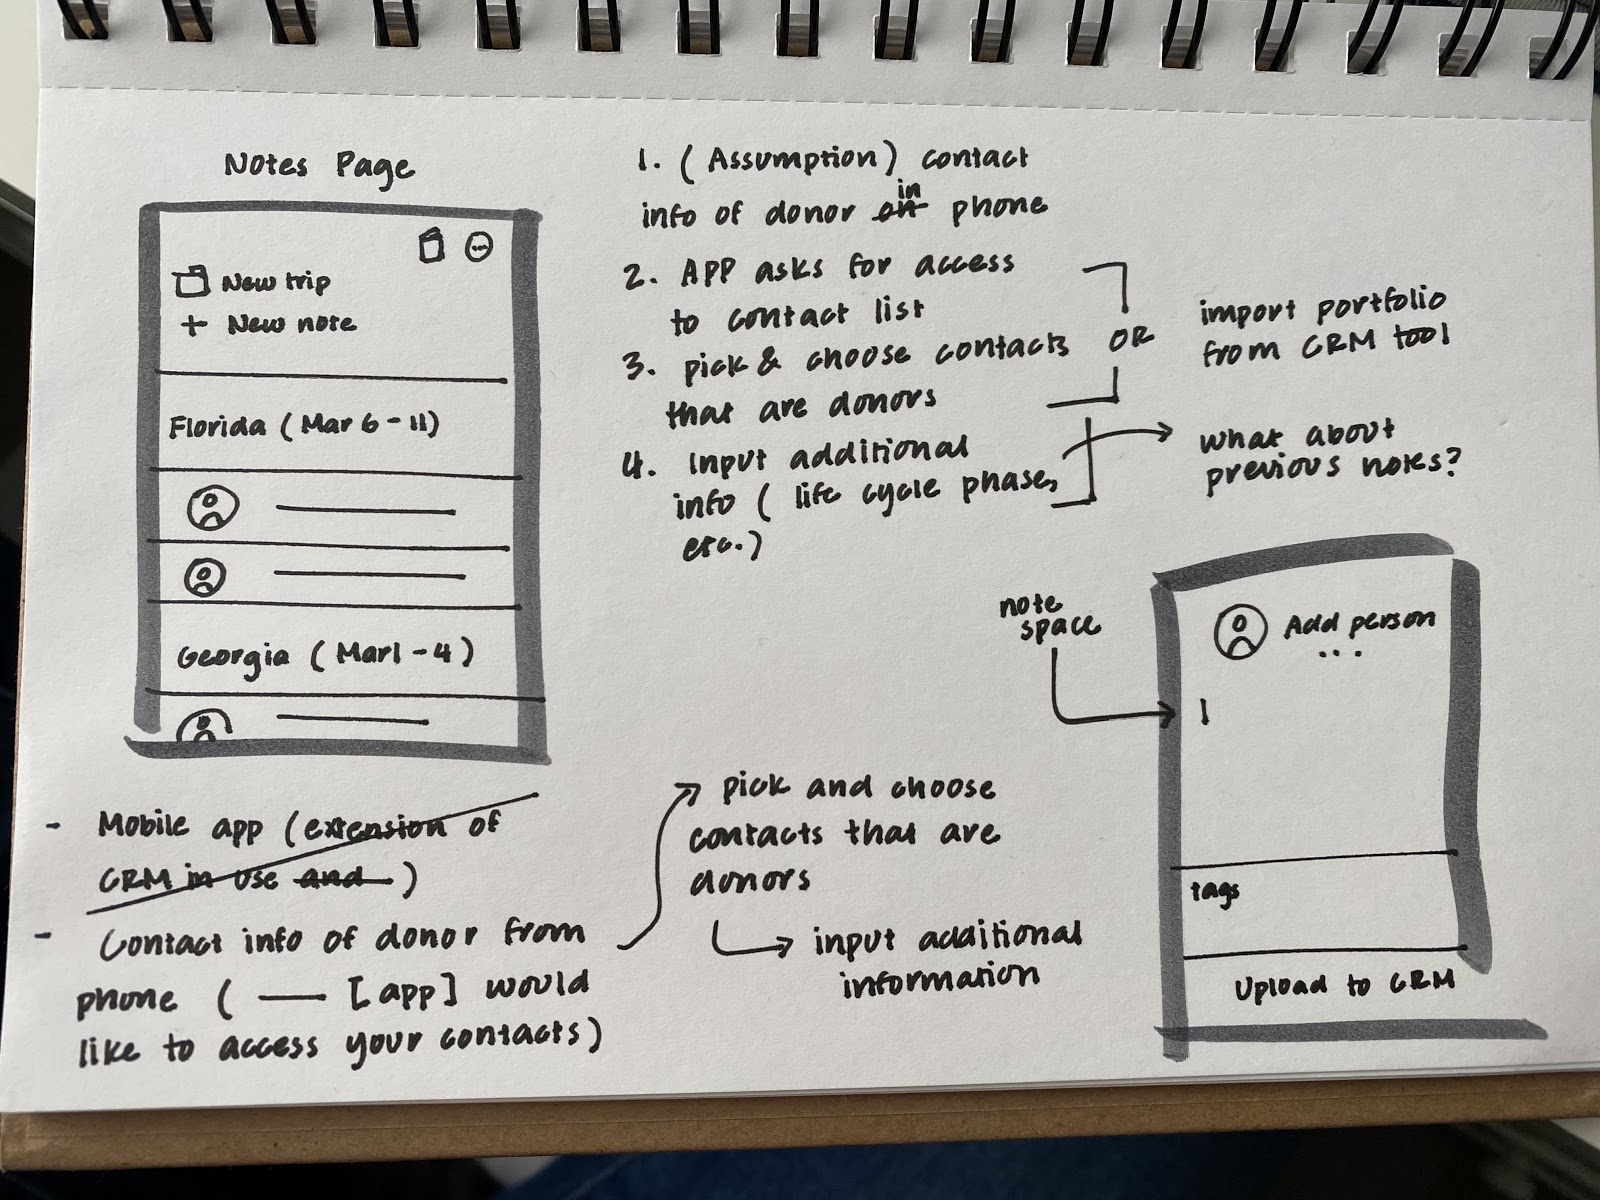 Notes Page
New trip
+ New note
Florida (Mar 6 - 11)
Georgia (Mar 1 - 4)
- Mobile app (extension of
CRM in use and )
- Contact info of donor from
phone ( — [app] would
like to access your contacts)
pick and choose
contacts that are
donors
input additional
information
1. (Assumption) contact
info of donor on in phone
2. APP asks for access
to contact list
3. pick & choose contacts
that are donors
4. Input additional
info ( life cycle phase,
etc.)
OR
import portfolio
from CRM tool
what about
previous notes?
note
space
Add person
...
tags
Upload to CRM